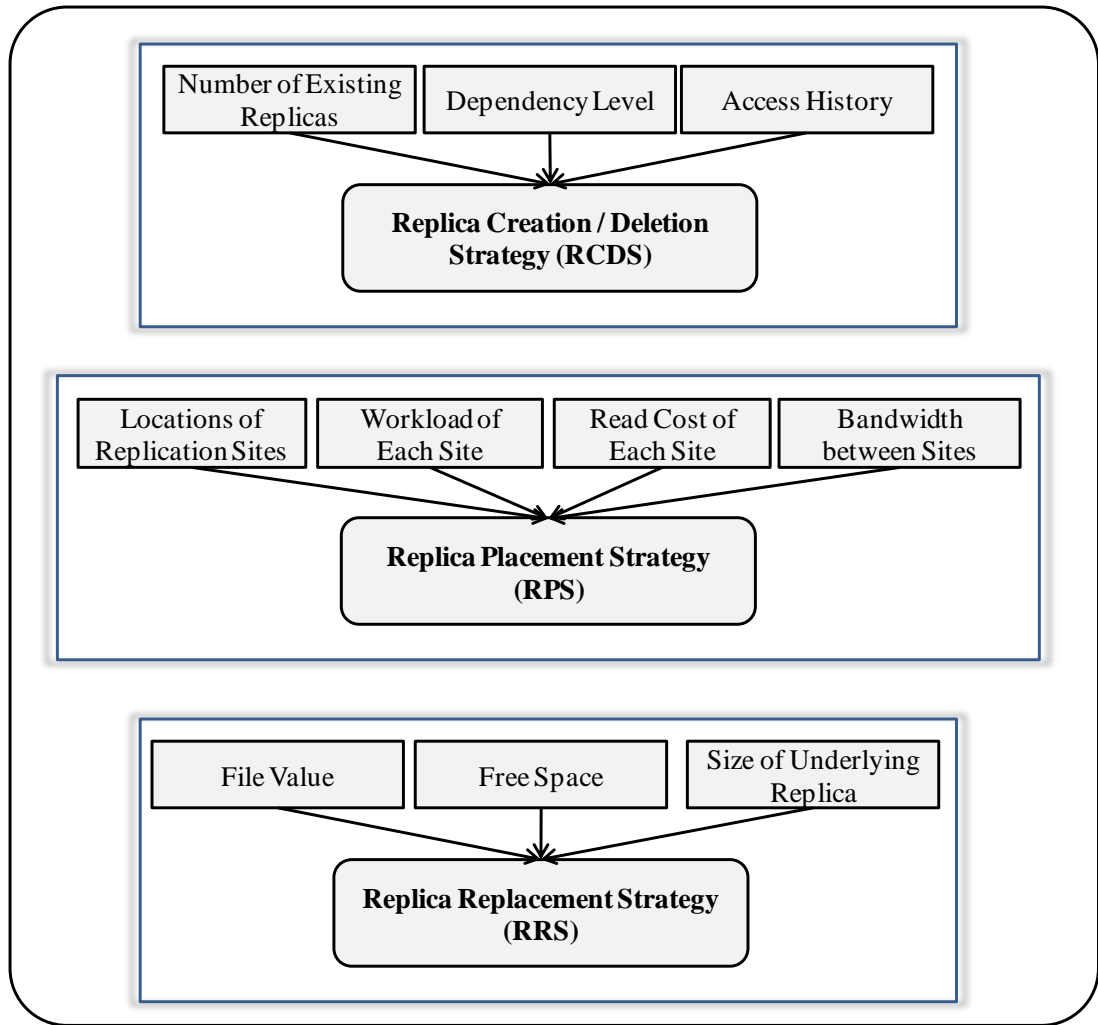 Number of Existing
Replicas
Dependency Level
Access History
Replica Creation / Deletion
Strategy (RCDS)
Locations of
Replication Sites
Workload of
Each Site
Read Cost of
Each Site
Bandwidth
between Sites
Replica Placement Strategy
(RPS)
File Value
Free Space
Size of Underlying
Replica
Replica Replacement Strategy
(RRS)